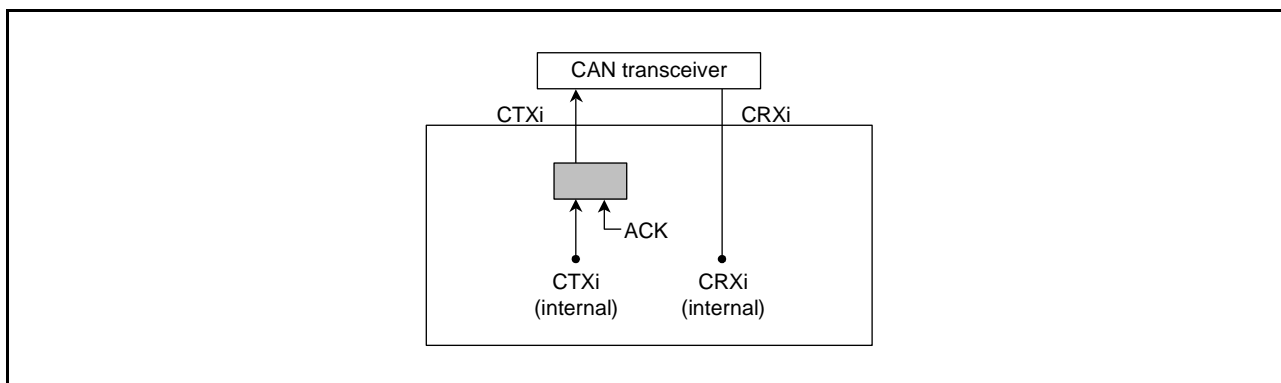 CAN transceiver
CTXi
CRXi
ACK
CTXi
(internal)
CRXi
(internal)